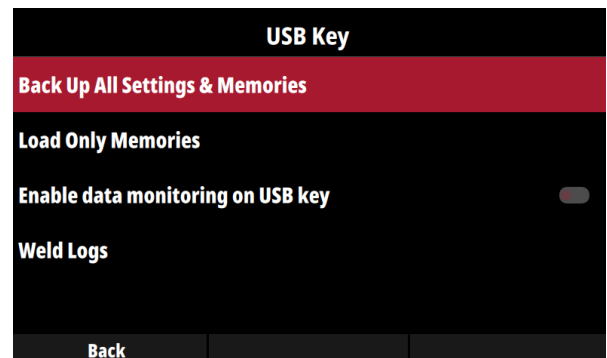 USB Key
Back Up All Settings & Memories
Load Only Memories
Enable data monitoring on USB key
Weld Logs
Back